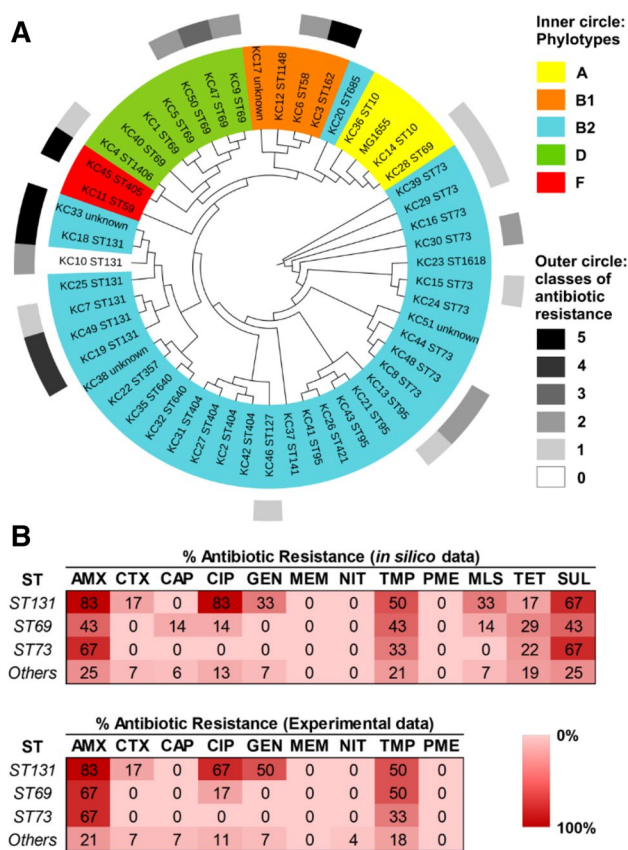 A
KC17 unknown
KC12 ST1148
KC6 ST58
KC3 ST162
KC20 ST685
KC36 ST10
MG1655
KC14 ST10
KC28 ST69
KC39 ST73
KC29 ST73
KC16 ST73
KC30 ST73
KC23 ST1618
KC15 ST73
KC24 ST73
KC51 unknown
KC44 ST73
KC48 ST73
KC8 ST73
KC13 ST95
KC21 ST95
KC43 ST95
KC26 ST421
KC41 ST95
KC37 ST141
KC46 ST127
KC42 ST404
KC2 ST404
KC27 ST404
KC31 ST404
KC32 ST640
KC35 ST640
KC22 ST357
KC38 unknown
KC19 ST131
KC49 ST131
KC7 ST131
KC25 ST131
KC10 ST131
KC18 ST131
KC33 unknown
KC11 ST59
KC45 ST405
KC4 ST1406
KC40 ST69
KC1 ST69
KC5 ST69
KC50 ST69
KC47 ST69
KC9 ST69
Inner circle:
Phylotypes
A
B1
B2
D
F
Outer circle:
classes of
antibiotic
resistance
5
4
3
2
1
0
B
% Antibiotic Resistance (in silico data)
ST AMX CTX CAP CIP GEN MEM NIT TMP PME MLS TET SUL
ST131 83 17 0 83 33 0 0 50 0 33 17 67
ST69 43 0 14 14 0 0 0 43 0 14 29 43
ST73 67 0 0 0 0 0 0 33 0 0 22 67
Others 25 7 6 13 7 0 0 21 0 7 19 25
% Antibiotic Resistance (Experimental data)
ST AMX CTX CAP CIP GEN MEM NIT TMP PME
ST131 83 17 0 67 50 0 0 50 0
ST69 67 0 0 17 0 0 0 50 0
ST73 67 0 0 0 0 0 0 33 0
Others 21 7 7 11 7 0 4 18 0
0%
100%